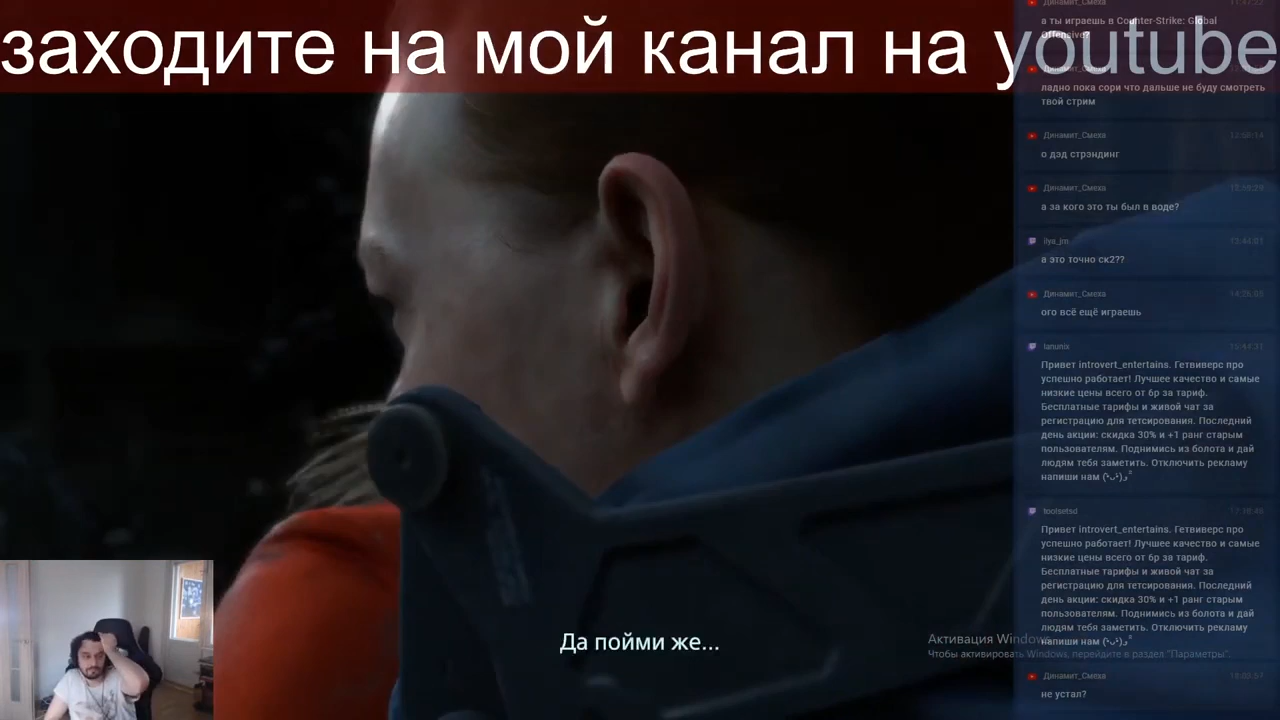 заходите на мой канал на youtube
Динамит_Смеха
а ты играешь в Counter-Strike: Global
Offensive?
Динамит_Смеха
ладно пока сори что дальше не буду смотреть
твой стрим
Динамит_Смеха
о дэд стрэндинг
Динамит_Смеха
а за кого это ты был в воде?
ilya_jm
а это точно ск2??
Динамит_Смеха
ого всё ещё играешь
Привет introvert_entertains. Гетвиверс про
успешно работает! Лучшее качество и самые
низкие цены всего от 6р за тариф.
Бесплатные тарифы и живой чат за
регистрацию для тетсирования. Последний
день акции: скидка 30% и +1 ранг старым
пользователям. Поднимись из болота и дай
людям тебя заметить. Отключить рекламу
напиши нам
toolsetsd
Привет introvert_entertains. Гетвиверс про
успешно работает! Лучшее качество и самые
низкие цены всего от 6р за тариф.
Бесплатные тарифы и живой чат за
регистрацию для тетсирования. Последний
день акции: скидка 30% и +1 ранг старым
пользователям. Поднимись из болота и дай
людям тебя заметить. Отключить рекламу
напиши нам
Динамит_Смеха
не устал?
Да пойми же...
Активация Windows
Чтобы активировать Windows, перейдите в раздел "Параметры".